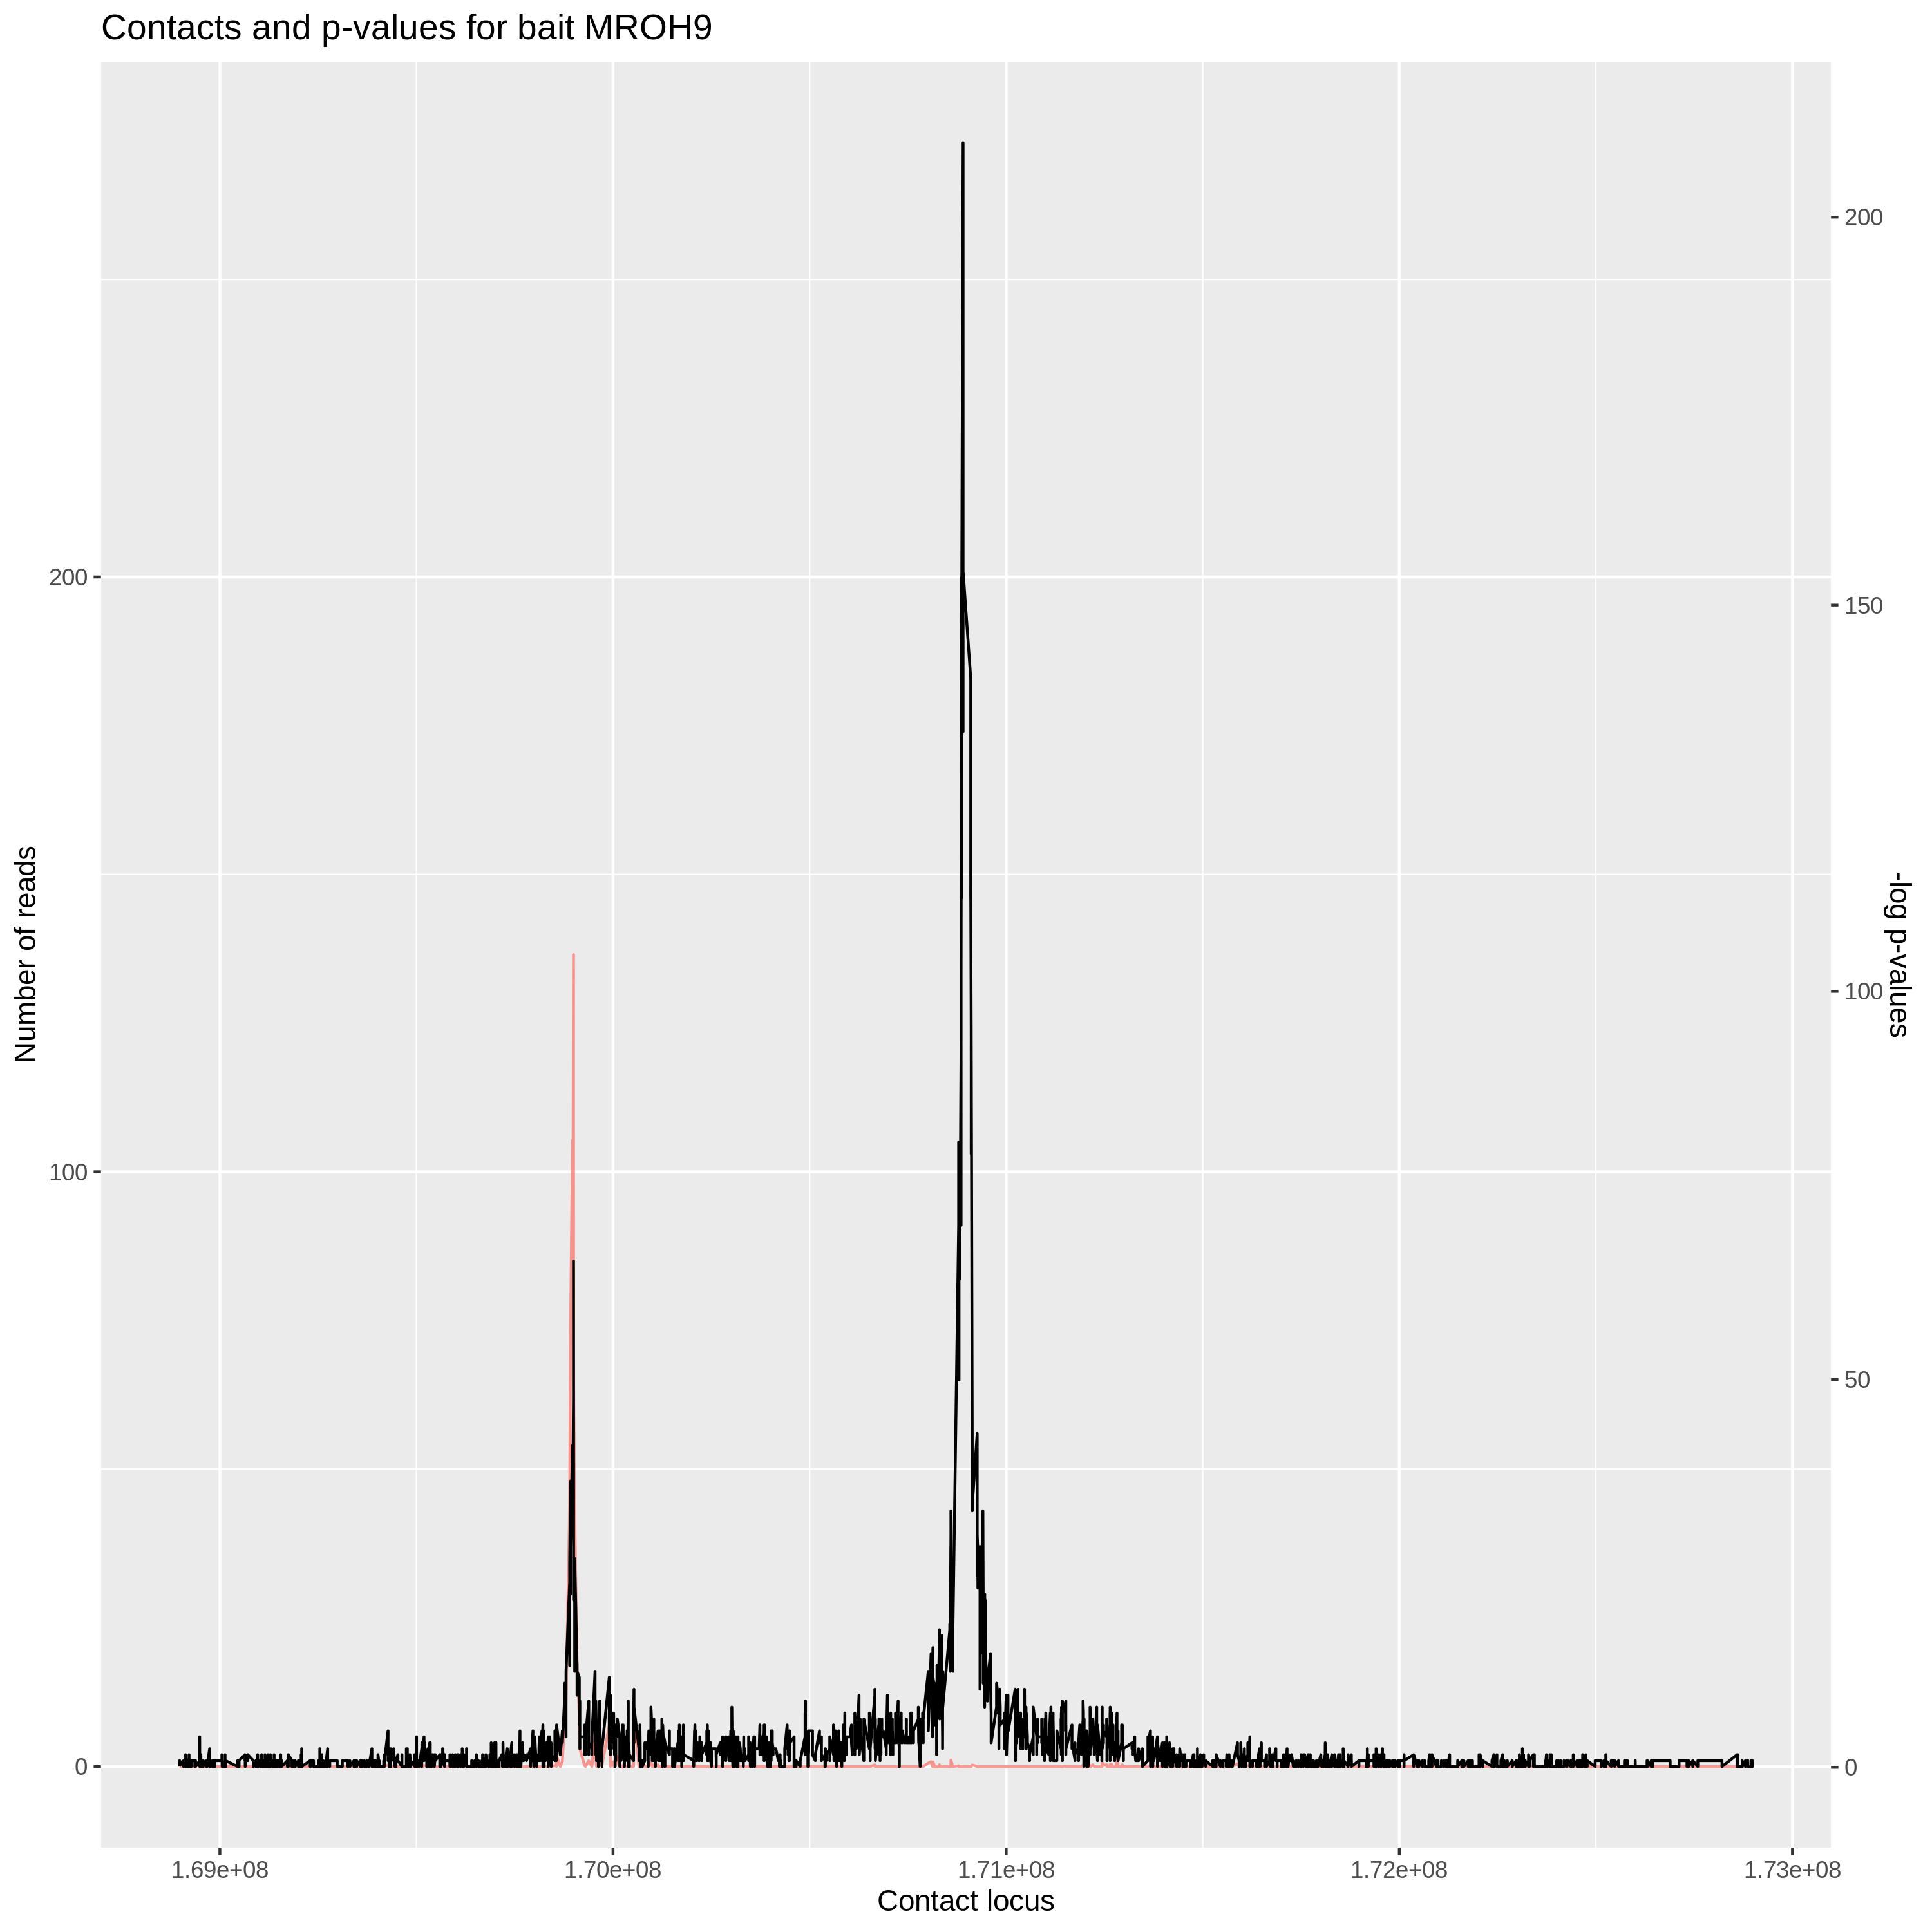 Contacts and p-values for bait MROH9
Number of reads
200
100
0
200
150
100
50
0
-log p-values
1.69e+08
1.70e+08
1.71e+08
1.72e+08
1.73e+08
Contact locus